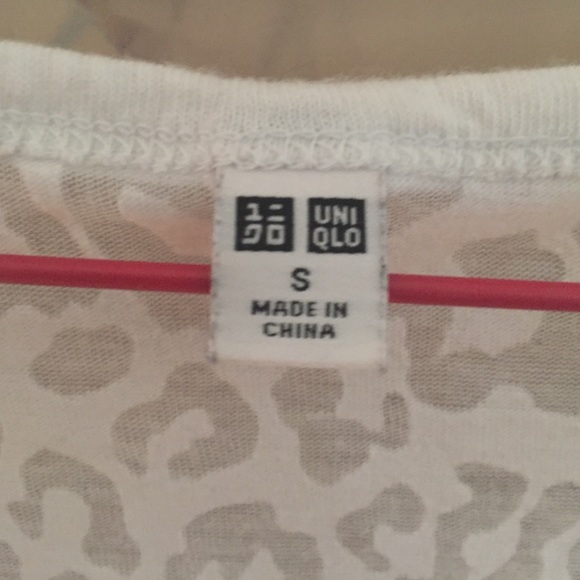 ユニ UNI
クロ QLO
S
MADE IN
CHINA